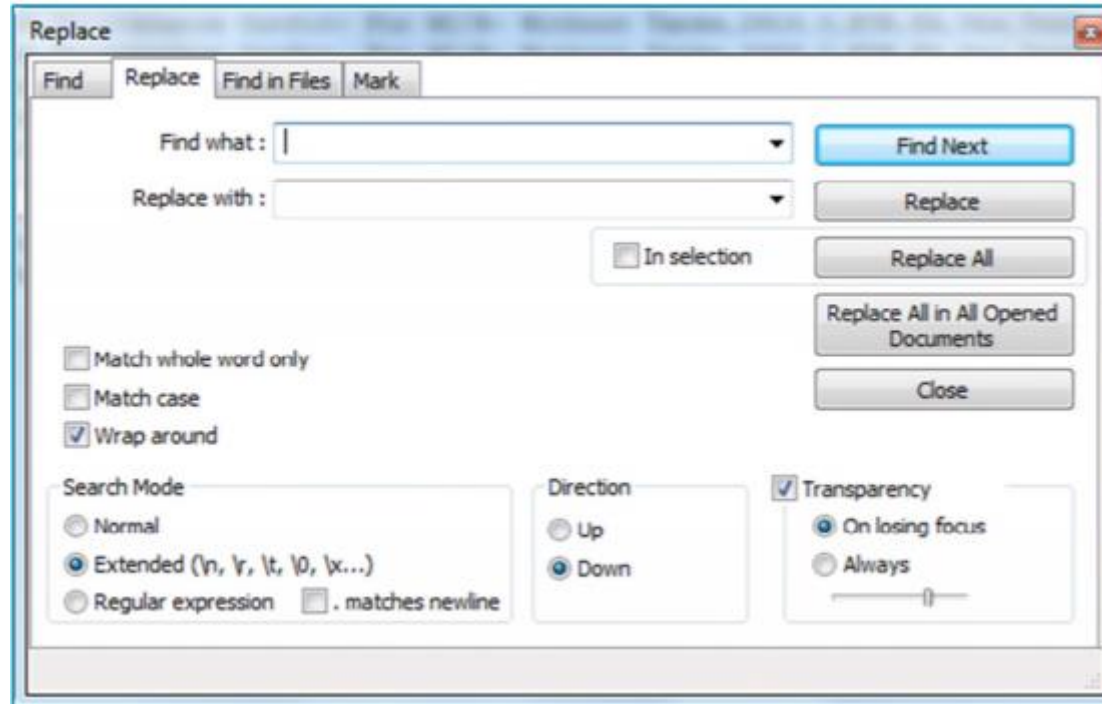 Replace
Find Replace Find in Files Mark
Find what : Find Next
Replace with : Replace
In selection Replace All
Replace All in All Opened
Documents
Match whole word only
Match case Close
Wrap around
Search Mode Direction Transparency
Normal Up On losing focus
Extended (\n, \r, \t, \0, \x...) Down Always
Regular expression . matches newline